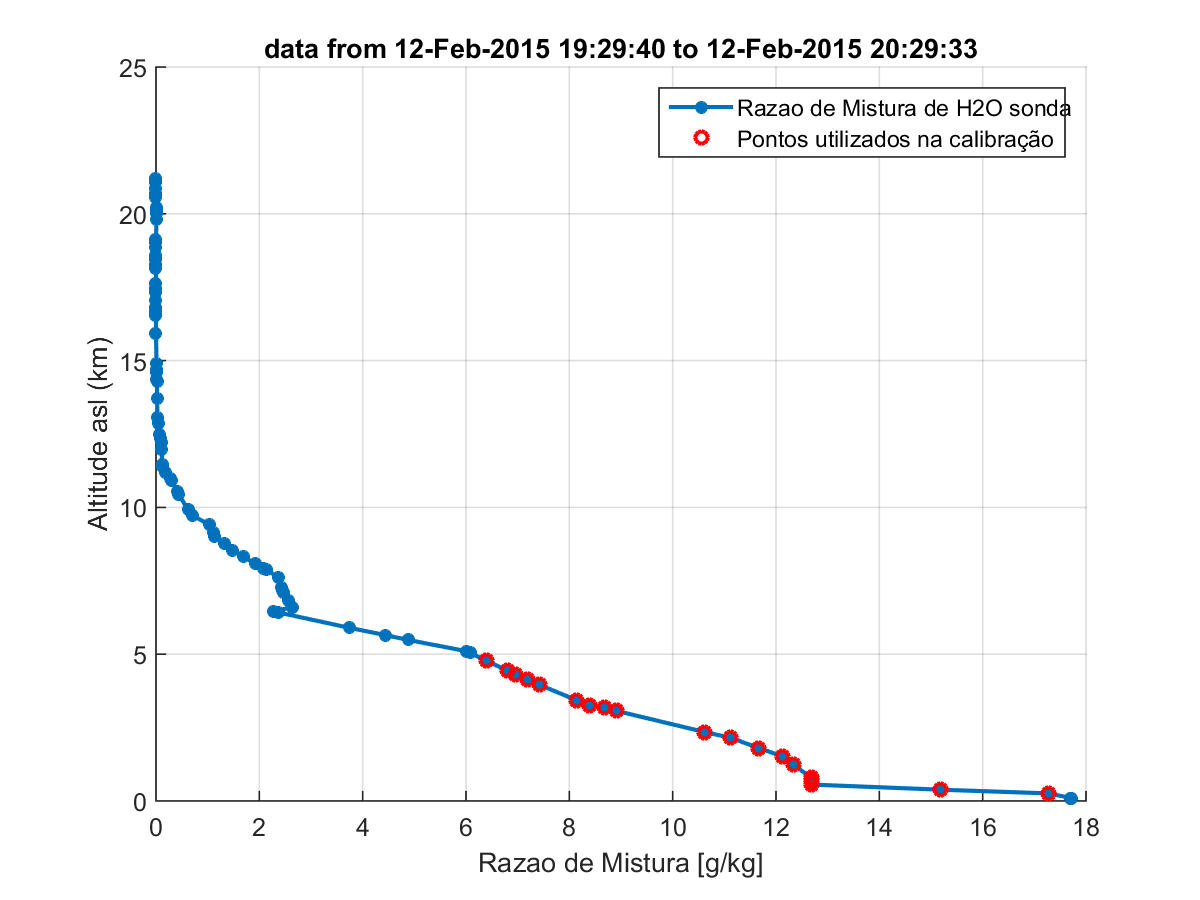 data from 12-Feb-2015 19:29:40 to 12-Feb-2015 20:29:33
Razao de Mistura de H2O sonda
Pontos utilizados na calibração
25
20
15
10
5
0
Altitude asl (km)
0 2 4 6 8 10 12 14 16 18
Razao de Mistura [g/kg]